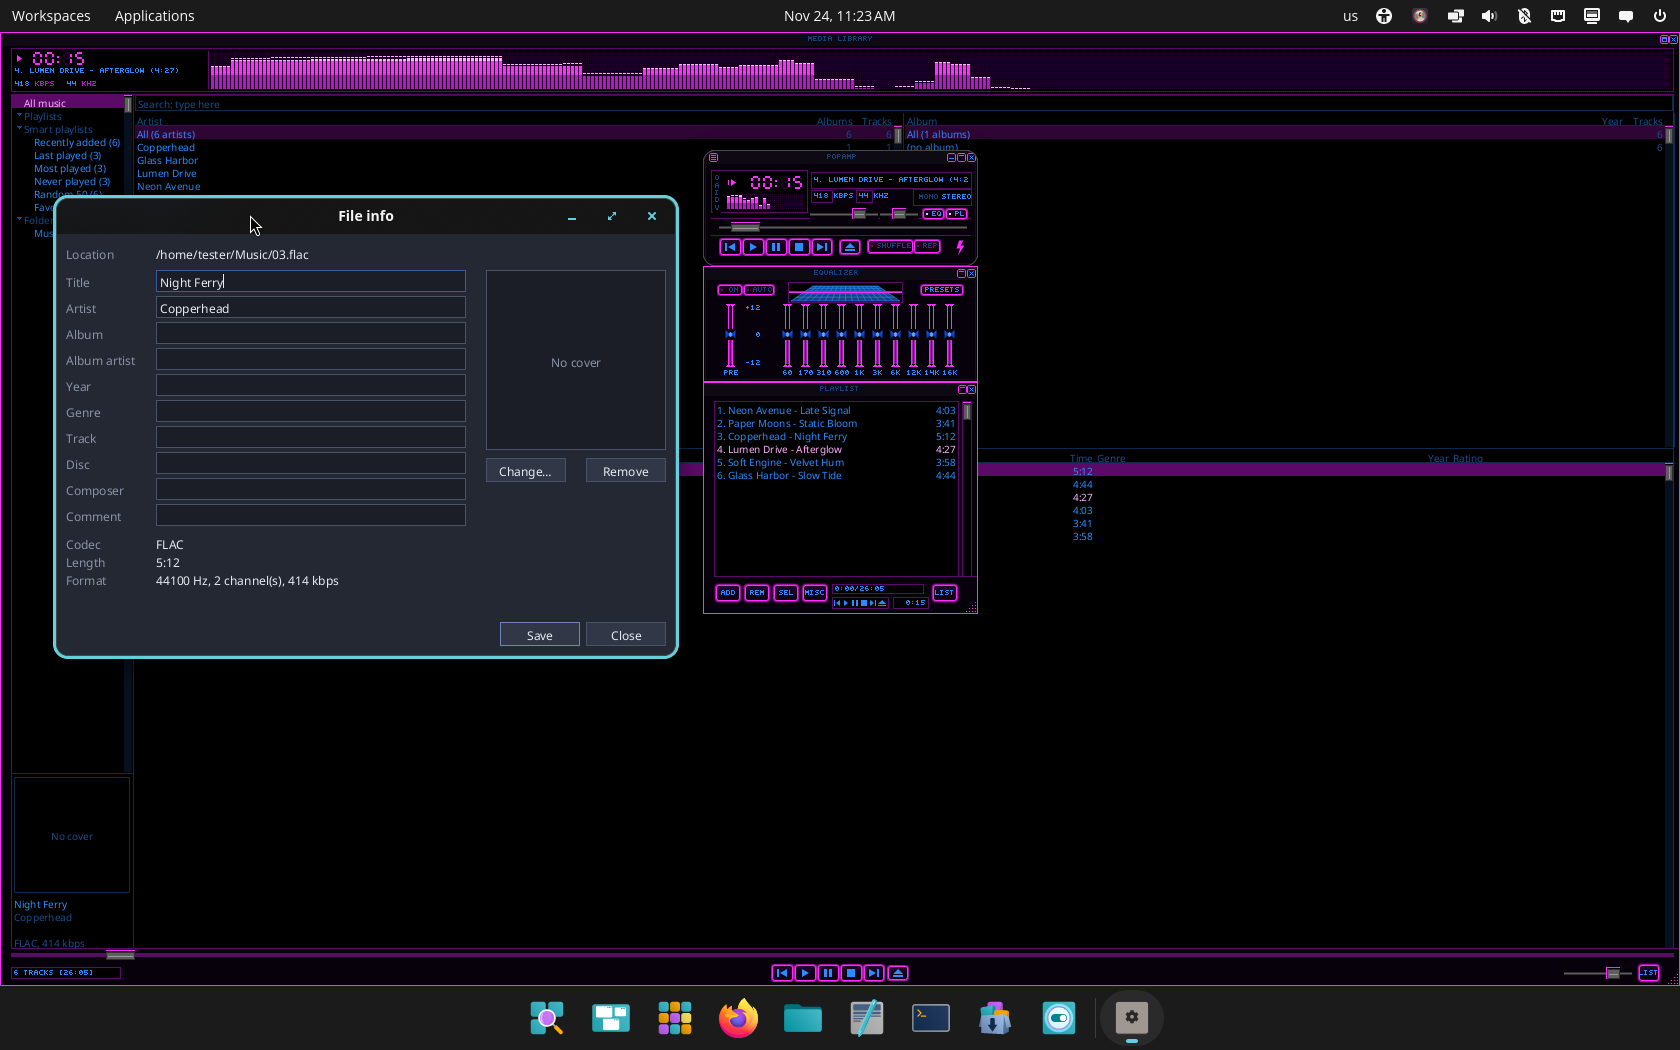 Workspaces Applications Nov 24, 11:23 AM us
MEDIA LIBRARY
00:15
4. LUMEN DRIVE - AFTERGLOW (4:27)
418 KBPS 44 KHZ
All music
Playlists
Smart playlists
Recently added (6)
Last played (3)
Most played (3)
Never played (3)
Random 50 (6)
Favo
Folder
Mus
Search: type here
Artist Albums Tracks
All (6 artists) 6 6
Copperhead 1 1
Glass Harbor
Lumen Drive
Neon Avenue
Album Year Tracks
All (1 albums) 6
(no album) 6
File info
Location /home/tester/Music/03.flac
Title Night Ferry
Artist Copperhead
Album
Album artist
Year
Genre
Track
Disc
Composer
Comment
No cover
Change... Remove
Codec FLAC
Length 5:12
Format 44100 Hz, 2 channel(s), 414 kbps
Save Close
POPAMP
OAIDV
00:15
4. LUMEN DRIVE - AFTERGLOW (4:2
418 KBPS 44 KHZ MONO STEREO
EQ PL
SHUFFLE REP
EQUALIZER
ON AUTO PRESETS
+12
0
-12
PRE 60 170 310 600 1K 3K 6K 12K 14K 16K
PLAYLIST
1. Neon Avenue - Late Signal 4:03
2. Paper Moons - Static Bloom 3:41
3. Copperhead - Night Ferry 5:12
4. Lumen Drive - Afterglow 4:27
5. Soft Engine - Velvet Hum 3:58
6. Glass Harbor - Slow Tide 4:44
ADD REM SEL MISC 0:00/26:05 LIST
0:15
Time Genre Year Rating
5:12
4:44
4:27
4:03
3:41
3:58
No cover
Night Ferry
Copperhead
FLAC, 414 kbps
6 TRACKS [26:05]
LIST